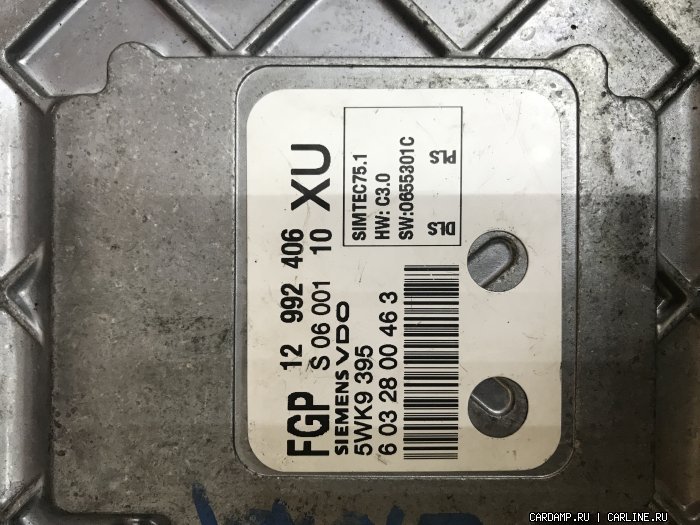 FGP 12 992 406 XU
S 06 001 10
SIEMENS VDO
5WK9 395
6 03 28 00 46 3
SIMTEC75.1
HW: C3.0
SW:0655301C
DLS PLS
CARDAMP.RU | CARLINE.RU